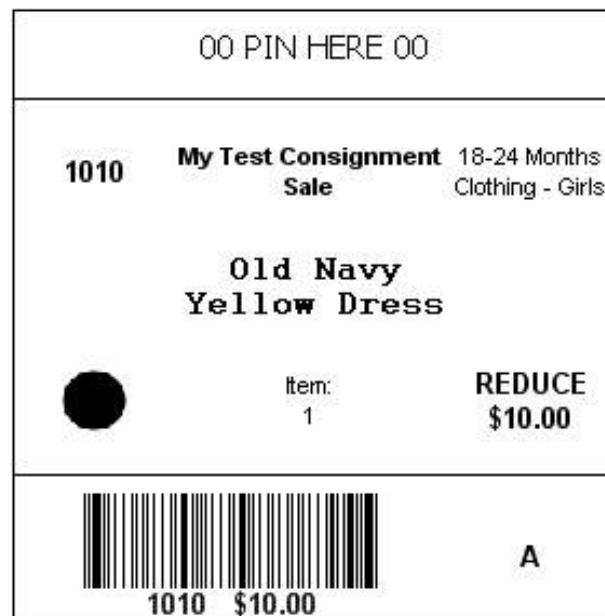 00 PIN HERE 00
1010
My Test Consignment
Sale
18-24 Months
Clothing - Girls
Old Navy
Yellow Dress
Item:
1
REDUCE
$10.00
1010 $10.00
A